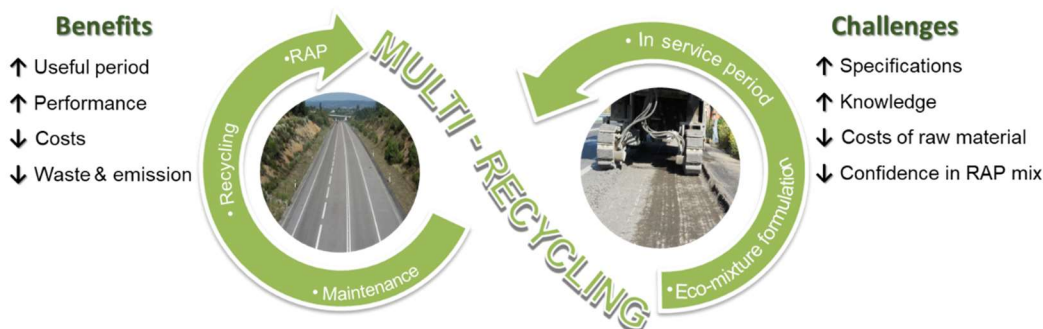 Benefits
↑ Useful period
↑ Performance
↓ Costs
↓ Waste & emission
•RAP
• Recycling
• Maintenance
MULTI - RECYCLING
• In service period
• Eco-mixture formulation
Challenges
↑ Specifications
↑ Knowledge
↓ Costs of raw material
↓ Confidence in RAP mix